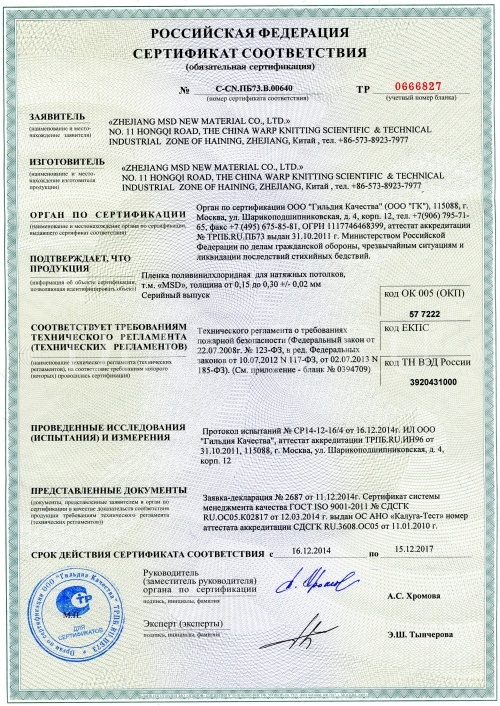 РОССИЙСКАЯ ФЕДЕРАЦИЯ
СЕРТИФИКАТ СООТВЕТСТВИЯ
(обязательная сертификация)
№ C-CN.ПБ73.В.00640 ТР 0666827
(номер сертификата соответствия) (учетный номер бланка)
ЗАЯВИТЕЛЬ
(наименование и местонахождение заявителя)
«ZHEJIANG MSD NEW MATERIAL CO., LTD.»
NO. 11 HONGQI ROAD, THE CHINA WARP KNITTING SCIENTIFIC & TECHNICAL
INDUSTRIAL ZONE OF HAINING, ZHEJIANG, Китай , тел. +86-573-8923-7977
ИЗГОТОВИТЕЛЬ
(наименование и местонахождение изготовителя
продукции)
«ZHEJIANG MSD NEW MATERIAL CO., LTD.»
NO. 11 HONGQI ROAD, THE CHINA WARP KNITTING SCIENTIFIC & TECHNICAL
INDUSTRIAL ZONE OF HAINING, ZHEJIANG, Китай , тел. +86-573-8923-7977
ОРГАН ПО СЕРТИФИКАЦИИ
(наименование и местонахождение органа по сертификации,
выдавшего сертификат соответствия)
Орган по сертификации ООО "Гильдия Качества" (ООО "ГК"), 115088, г.
Москва, ул. Шарикоподшипниковская, д. 4, корп. 12, тел.+7(906) 795-71-
65, факс +7 (495) 675-85-81, ОГРН 1117746468399, аттестат аккредитации
№ ТРПБ.RU.ПБ73 выдан 31.10.2011 г. Министерством Российской
Федерации по делам гражданской обороны, чрезвычайным ситуациям и
ликвидации последствий стихийных бедствий.
ПОДТВЕРЖДАЕТ, ЧТО
ПРОДУКЦИЯ
(информация об объекте сертификации,
позволяющая идентифицировать объект)
Пленка поливинилхлоридная для натяжных потолков,
т.м. «MSD», толщина от 0,15 до 0,30 +/- 0,02 мм
Серийный выпуск
код ОК 005 (ОКП)
57 7222
СООТВЕТСТВУЕТ ТРЕБОВАНИЯМ
ТЕХНИЧЕСКОГО РЕГЛАМЕНТА
(ТЕХНИЧЕСКИХ РЕГЛАМЕНТОВ)
(наименование технического регламента (технических
регламентов), на соответствие требованиям которого
(которых) проводилась сертификация)
Технического регламента о требованиях
пожарной безопасности (Федеральный закон от
22.07.2008г. № 123-ФЗ, в ред. Федеральных
законов от 10.07.2012 N 117-ФЗ, от 02.07.2013 N
185-ФЗ). (См. приложение - бланк № 0394709)
код ЕКПС
код ТН ВЭД России
3920431000
ПРОВЕДЕННЫЕ ИССЛЕДОВАНИЯ
(ИСПЫТАНИЯ) И ИЗМЕРЕНИЯ
Протокол испытаний № СР14-12-16/4 от 16.12.2014г. ИЛ ООО
"Гильдия Качества", аттестат аккредитации ТРПБ.RU.ИН96 от
31.10.2011, 115088, г. Москва, ул. Шарикоподшипниковская, д. 4,
корп. 12
ПРЕДСТАВЛЕННЫЕ ДОКУМЕНТЫ
(документы, представленные заявителем в орган по
сертификации в качестве доказательств соответствия
продукции требованиям технического регламента
(технических регламентов))
Заявка-декларация № 2687 от 11.12.2014г. Сертификат системы
менеджмента качества ГОСТ ISO 9001-2011 № СДСГК
RU.ОС05.К02817 от 12.03.2014 г. выдан ОС АНО «Калуга-Тест» номер
аттестата аккредитации СДСГК RU.3608.ОС05 от 11.01.2010 г.
СРОК ДЕЙСТВИЯ СЕРТИФИКАТА СООТВЕТСТВИЯ с 16.12.2014 по 15.12.2017
Руководитель
(заместитель руководителя)
органа по сертификации
подпись, инициалы, фамилия
А.С. Хромова
Эксперт (эксперты)
подпись, инициалы, фамилия
Э.Ш. Тынчерова
М.П.
ДЛЯ
СЕРТИФИКАТОВ
Орган по сертификации ООО "Гильдия Качества" ТРПБ.RU.ПБ73